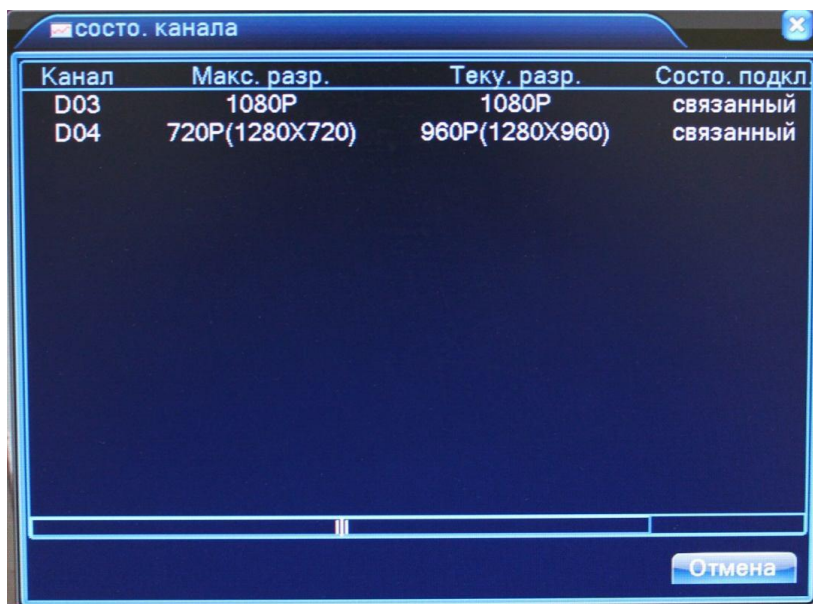 состо. канала
Канал Макс. разр. Теку. разр. Состо. подкл.
D03 1080P 1080P связанный
D04 720P(1280X720) 960P(1280X960) связанный
Отмена